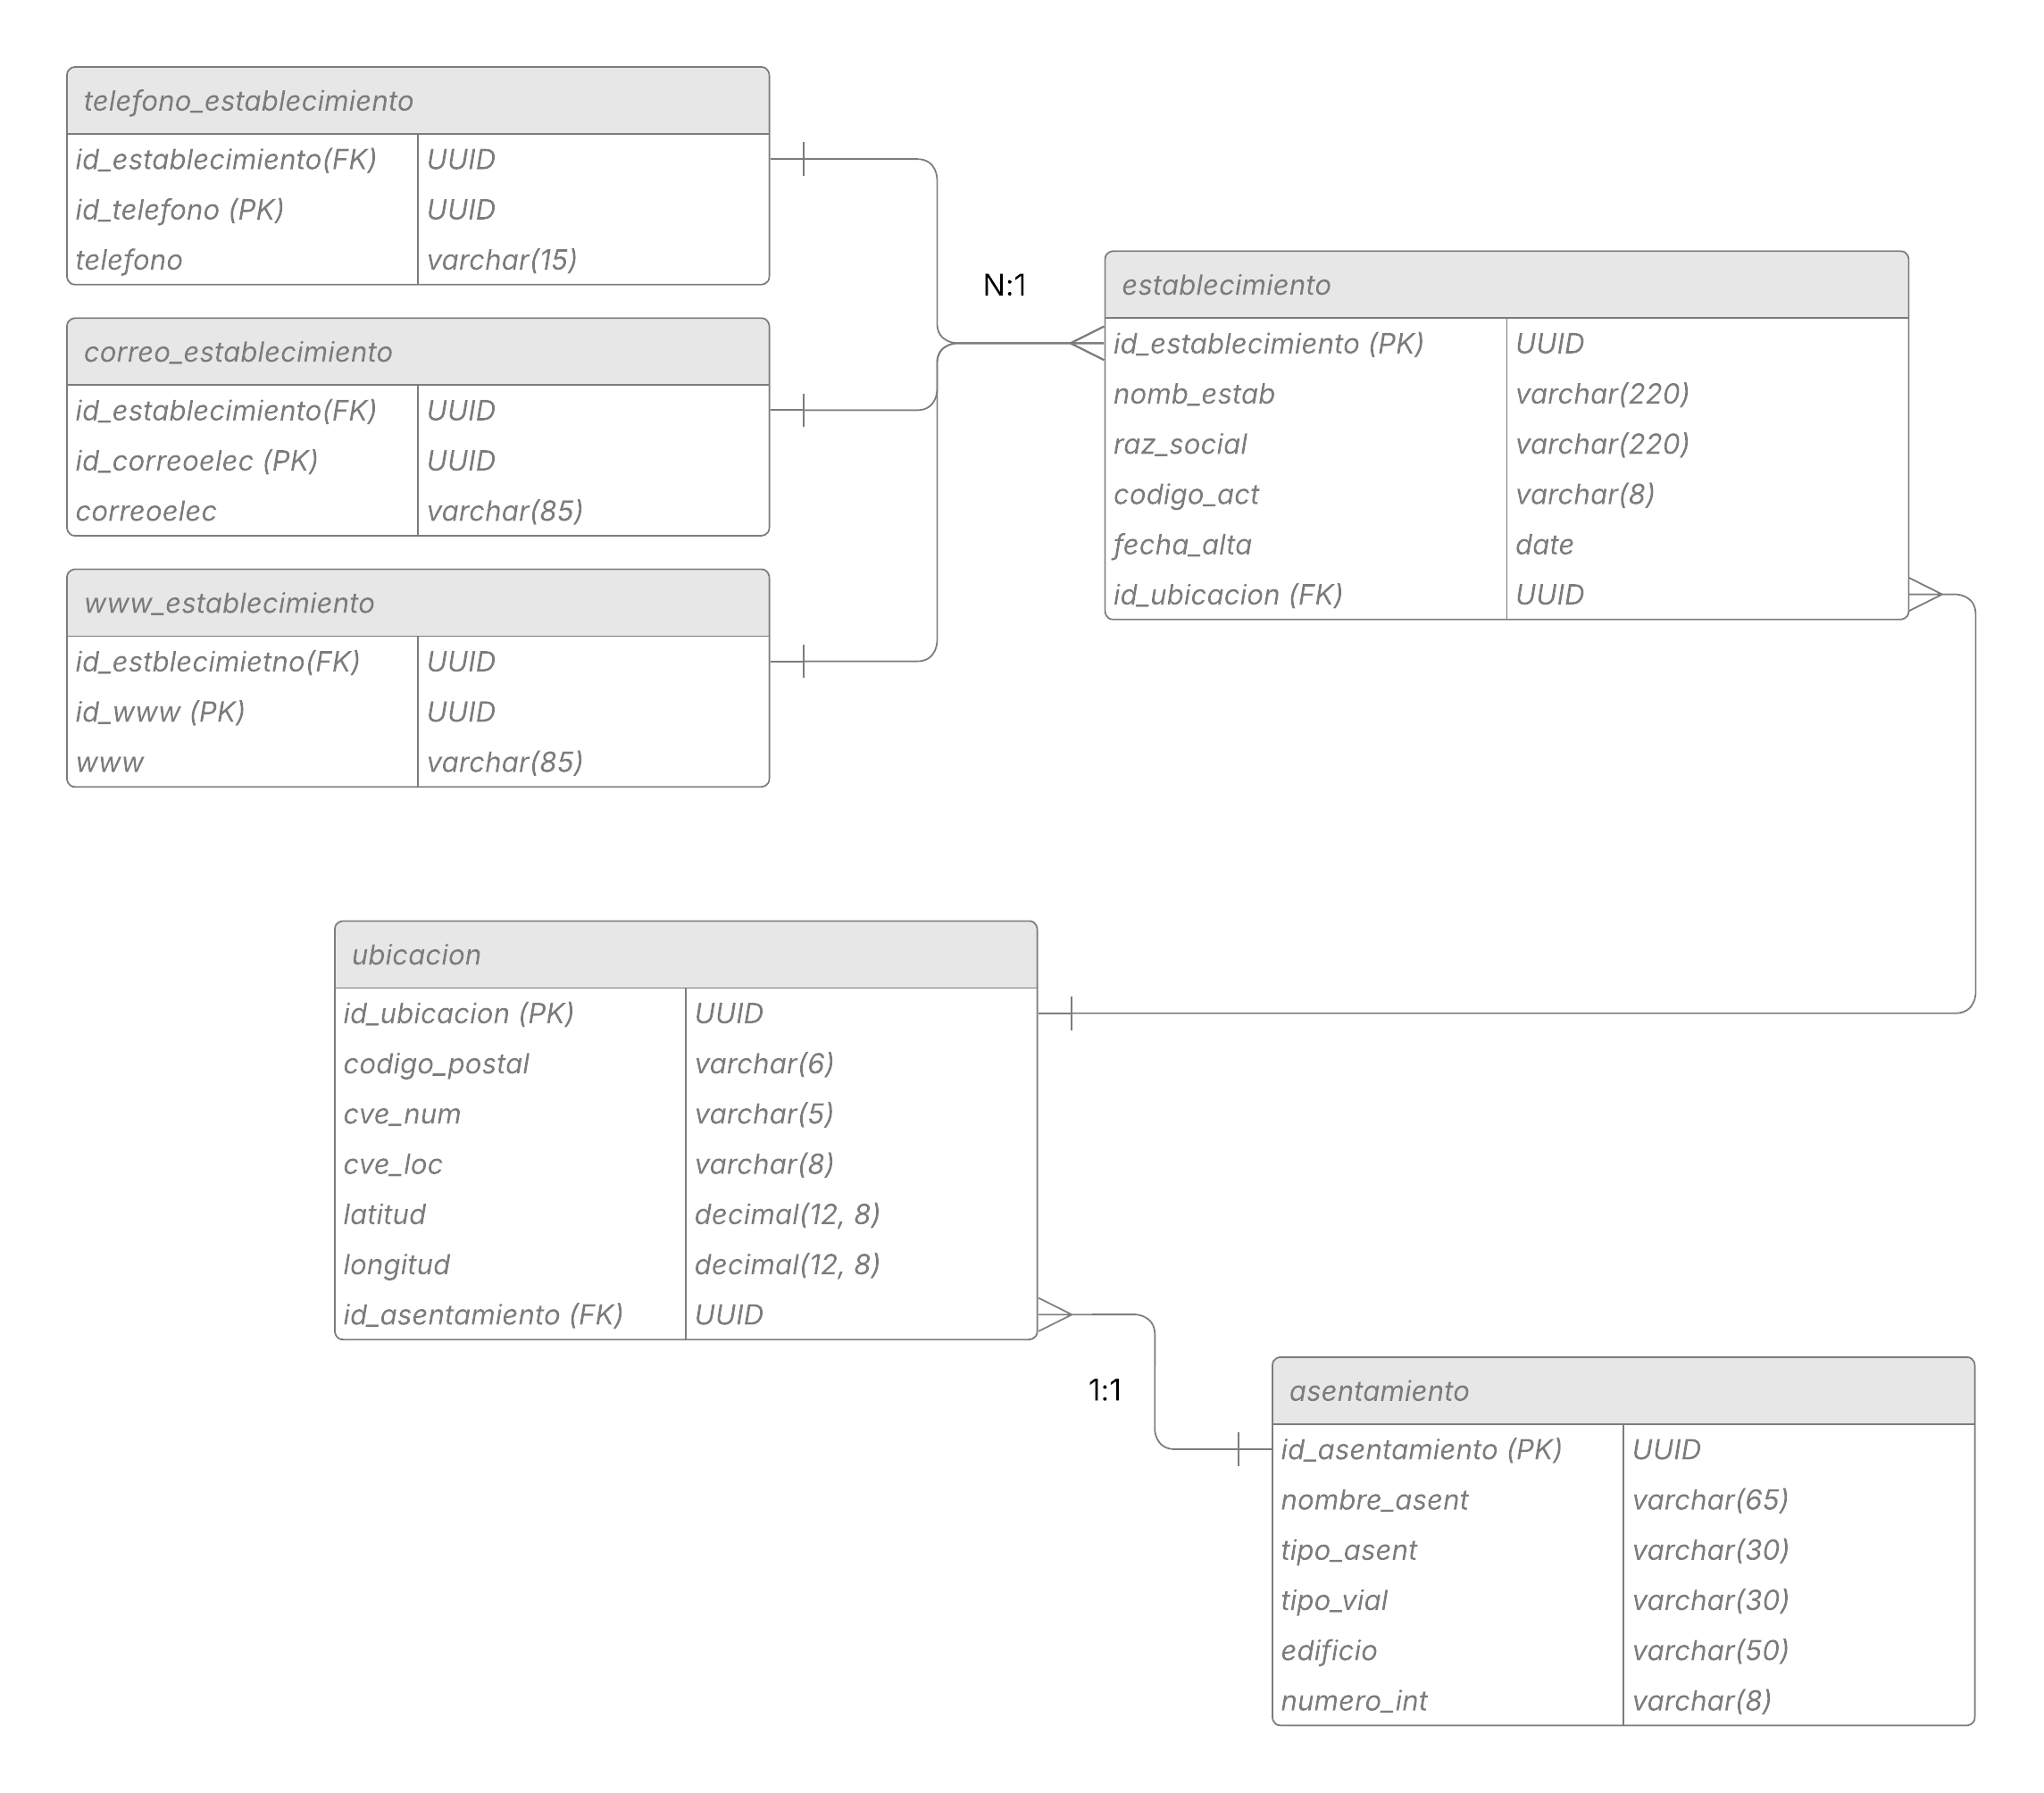 telefono_establecimiento
id_establecimiento(FK) UUID
id_telefono (PK) UUID
telefono varchar(15)
correo_establecimiento
id_establecimiento(FK) UUID
id_correoelec (PK) UUID
correoelec varchar(85)
www_establecimiento
id_estblecimietno(FK) UUID
id_www (PK) UUID
www varchar(85)
N:1
establecimiento
id_establecimiento (PK) UUID
nomb_estab varchar(220)
raz_social varchar(220)
codigo_act varchar(8)
fecha_alta date
id_ubicacion (FK) UUID
ubicacion
id_ubicacion (PK) UUID
codigo_postal varchar(6)
cve_num varchar(5)
cve_loc varchar(8)
latitud decimal(12, 8)
longitud decimal(12, 8)
id_asentamiento (FK) UUID
1:1
asentamiento
id_asentamiento (PK) UUID
nombre_asent varchar(65)
tipo_asent varchar(30)
tipo_vial varchar(30)
edificio varchar(50)
numero_int varchar(8)